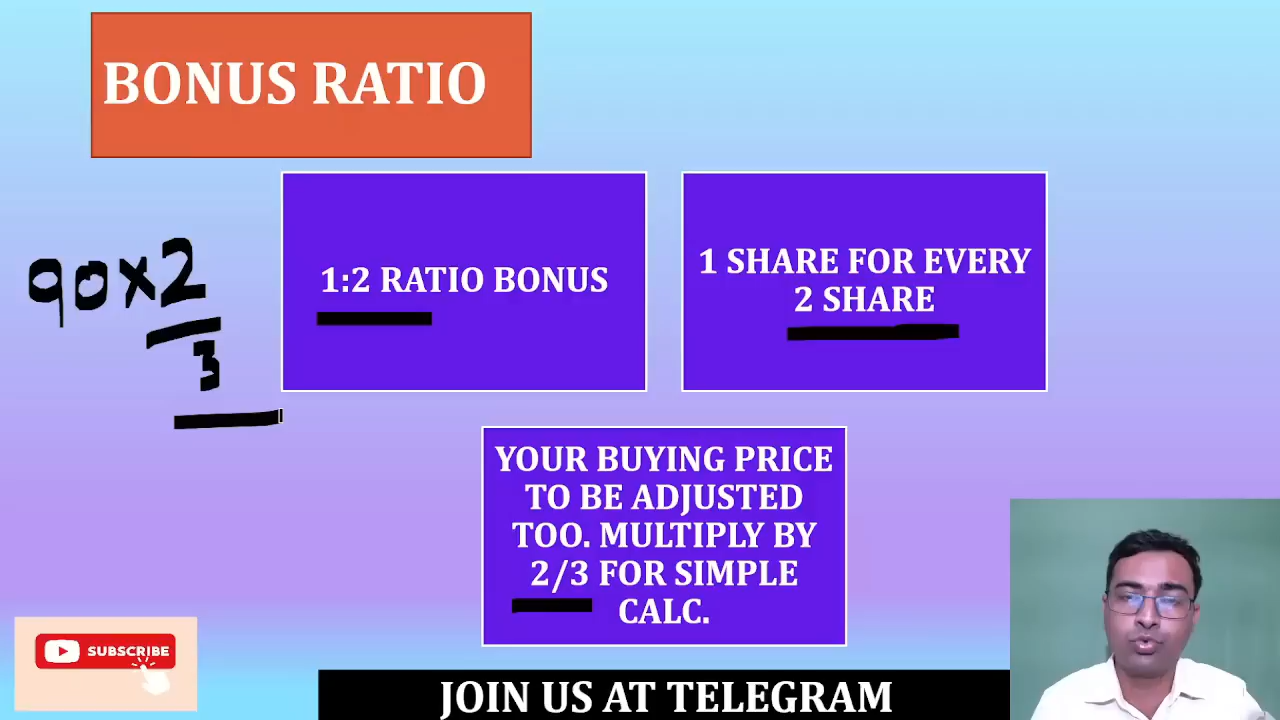 BONUS RATIO
90x2
3
1:2 RATIO BONUS
1 SHARE FOR EVERY
2 SHARE
YOUR BUYING PRICE
TO BE ADJUSTED
TOO. MULTIPLY BY
2/3 FOR SIMPLE
CALC.
SUBSCRIBE
JOIN US AT TELEGRAM